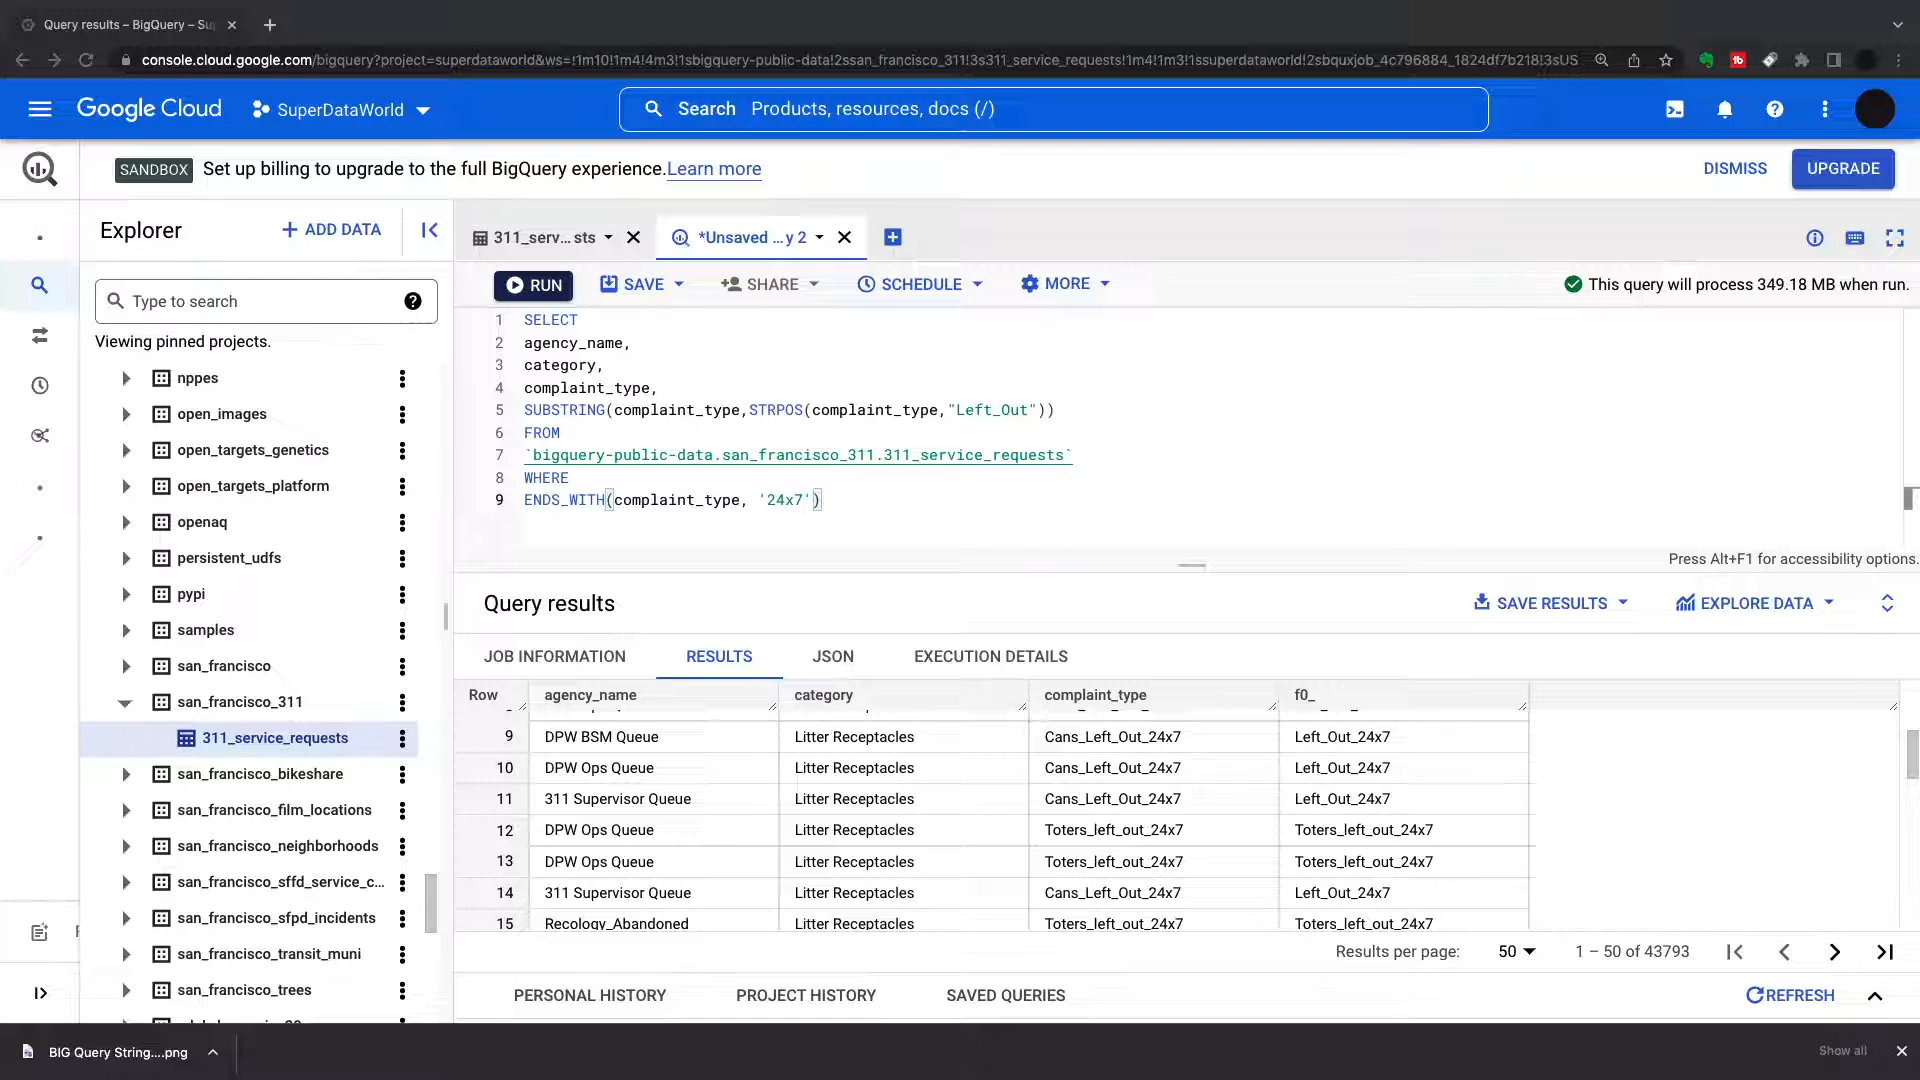 Query results – BigQuery – Su
console.cloud.google.com/bigquery?project=superdataworld&ws=!1m10!1m4!4m3!1sbigquery-public-data!2ssan_francisco_311!3s311_service_requests!1m4!1m3!1ssuperdataworld!2sbquxjob_4c796884_1824df7b218!3sUS
Google Cloud
SuperDataWorld
Search Products, resources, docs (/)
SANDBOX Set up billing to upgrade to the full BigQuery experience. Learn more
DISMISS
UPGRADE
Explorer
+ ADD DATA
311_serv... sts
*Unsaved ...y 2
RUN
SAVE
SHARE
SCHEDULE
MORE
This query will process 349.18 MB when run.
Type to search
Viewing pinned projects.
nppes
open_images
open_targets_genetics
open_targets_platform
openaq
persistent_udfs
pypi
samples
san_francisco
san_francisco_311
311_service_requests
san_francisco_bikeshare
san_francisco_film_locations
san_francisco_neighborhoods
san_francisco_sffd_service_c...
san_francisco_sfpd_incidents
san_francisco_transit_muni
san_francisco_trees
1 SELECT
2 agency_name,
3 category,
4 complaint_type,
5 SUBSTRING(complaint_type,STRPOS(complaint_type,"Left_Out"))
6 FROM
7 `bigquery-public-data.san_francisco_311.311_service_requests`
8 WHERE
9 ENDS_WITH(complaint_type, '24x7')
Press Alt+F1 for accessibility options.
Query results
SAVE RESULTS
EXPLORE DATA
JOB INFORMATION
RESULTS
JSON
EXECUTION DETAILS
Row agency_name category complaint_type f0_
9 DPW BSM Queue Litter Receptacles Cans_Left_Out_24x7 Left_Out_24x7
10 DPW Ops Queue Litter Receptacles Cans_Left_Out_24x7 Left_Out_24x7
11 311 Supervisor Queue Litter Receptacles Cans_Left_Out_24x7 Left_Out_24x7
12 DPW Ops Queue Litter Receptacles Toters_left_out_24x7 Toters_left_out_24x7
13 DPW Ops Queue Litter Receptacles Toters_left_out_24x7 Toters_left_out_24x7
14 311 Supervisor Queue Litter Receptacles Cans_Left_Out_24x7 Left_Out_24x7
15 Recology_Abandoned Litter Receptacles Toters_left_out_24x7 Toters_left_out_24x7
Results per page: 50 1 – 50 of 43793
PERSONAL HISTORY
PROJECT HISTORY
SAVED QUERIES
REFRESH
BIG Query String....png
Show all